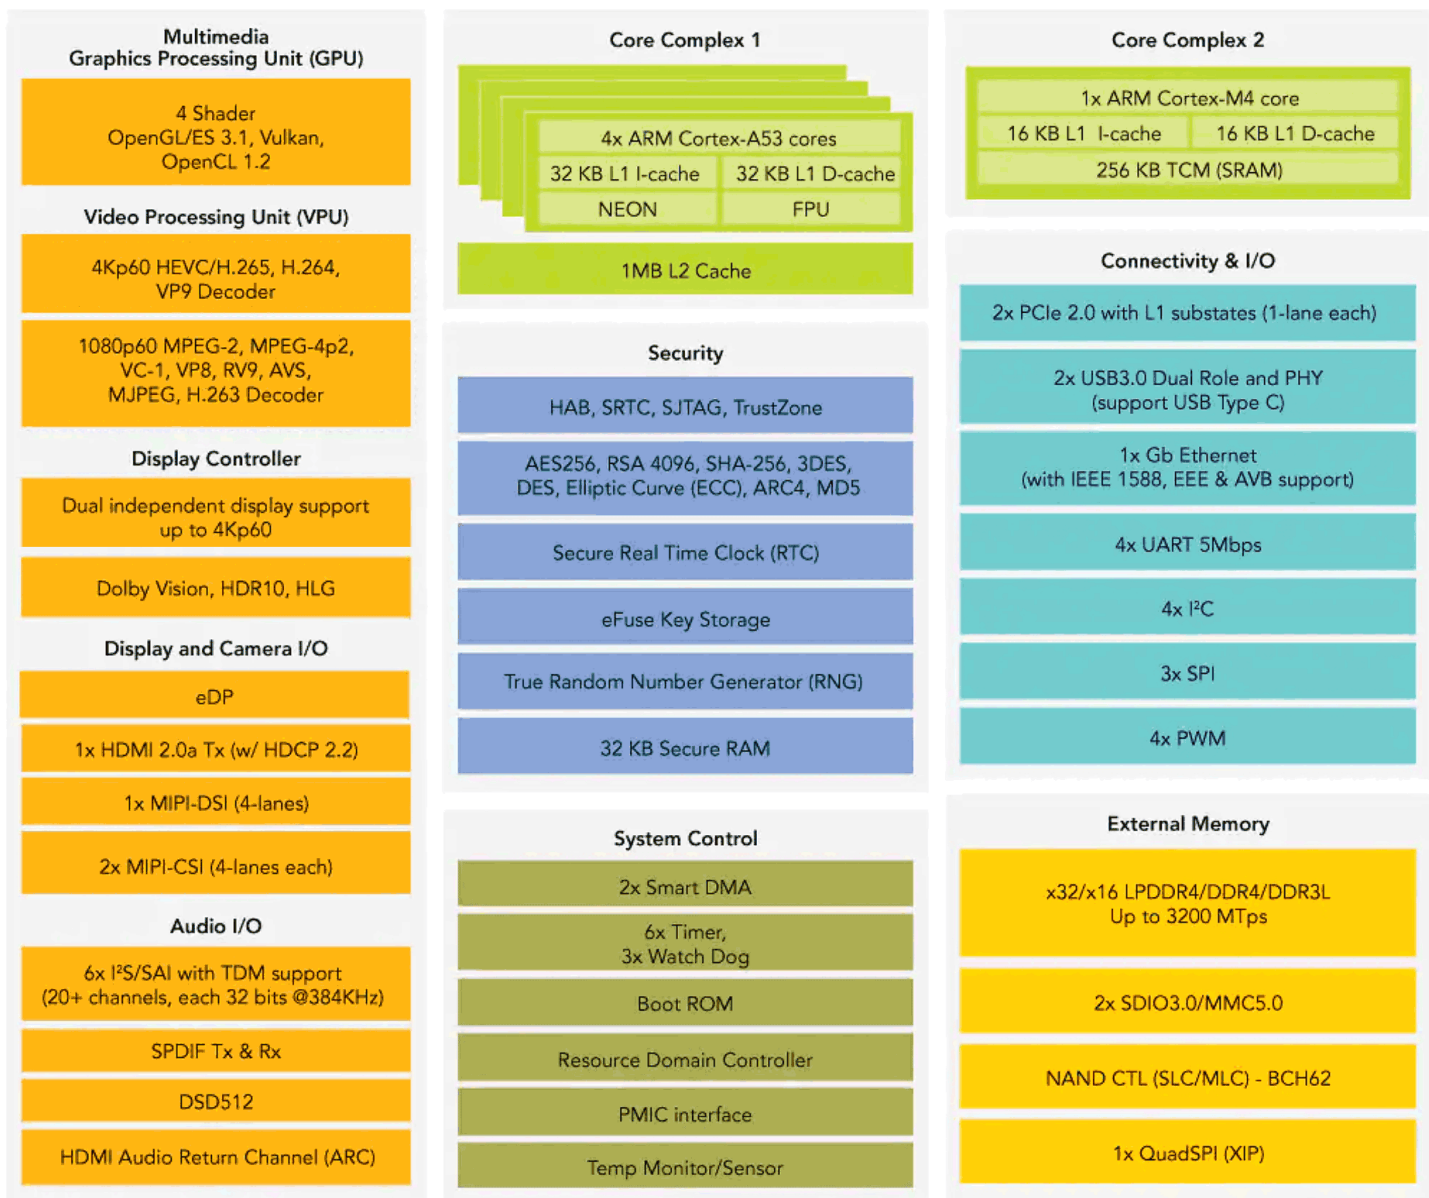 Multimedia
Graphics Processing Unit (GPU)
4 Shader
OpenGL/ES 3.1, Vulkan,
OpenCL 1.2
Video Processing Unit (VPU)
4Kp60 HEVC/H.265, H.264,
VP9 Decoder
1080p60 MPEG-2, MPEG-4p2,
VC-1, VP8, RV9, AVS,
MJPEG, H.263 Decoder
Display Controller
Dual independent display support
up to 4Kp60
Dolby Vision, HDR10, HLG
Display and Camera I/O
eDP
1x HDMI 2.0a Tx (w/ HDCP 2.2)
1x MIPI-DSI (4-lanes)
2x MIPI-CSI (4-lanes each)
Audio I/O
6x I²S/SAI with TDM support
(20+ channels, each 32 bits @384KHz)
SPDIF Tx & Rx
DSD512
HDMI Audio Return Channel (ARC)
Core Complex 1
4x ARM Cortex-A53 cores
32 KB L1 I-cache
32 KB L1 D-cache
NEON
FPU
1MB L2 Cache
Security
HAB, SRTC, SJTAG, TrustZone
AES256, RSA 4096, SHA-256, 3DES,
DES, Elliptic Curve (ECC), ARC4, MD5
Secure Real Time Clock (RTC)
eFuse Key Storage
True Random Number Generator (RNG)
32 KB Secure RAM
System Control
2x Smart DMA
6x Timer,
3x Watch Dog
Boot ROM
Resource Domain Controller
PMIC interface
Temp Monitor/Sensor
Core Complex 2
1x ARM Cortex-M4 core
16 KB L1 I-cache
16 KB L1 D-cache
256 KB TCM (SRAM)
Connectivity & I/O
2x PCIe 2.0 with L1 substates (1-lane each)
2x USB3.0 Dual Role and PHY
(support USB Type C)
1x Gb Ethernet
(with IEEE 1588, EEE & AVB support)
4x UART 5Mbps
4x I²C
3x SPI
4x PWM
External Memory
x32/x16 LPDDR4/DDR4/DDR3L
Up to 3200 MTps
2x SDIO3.0/MMC5.0
NAND CTL (SLC/MLC) - BCH62
1x QuadSPI (XIP)